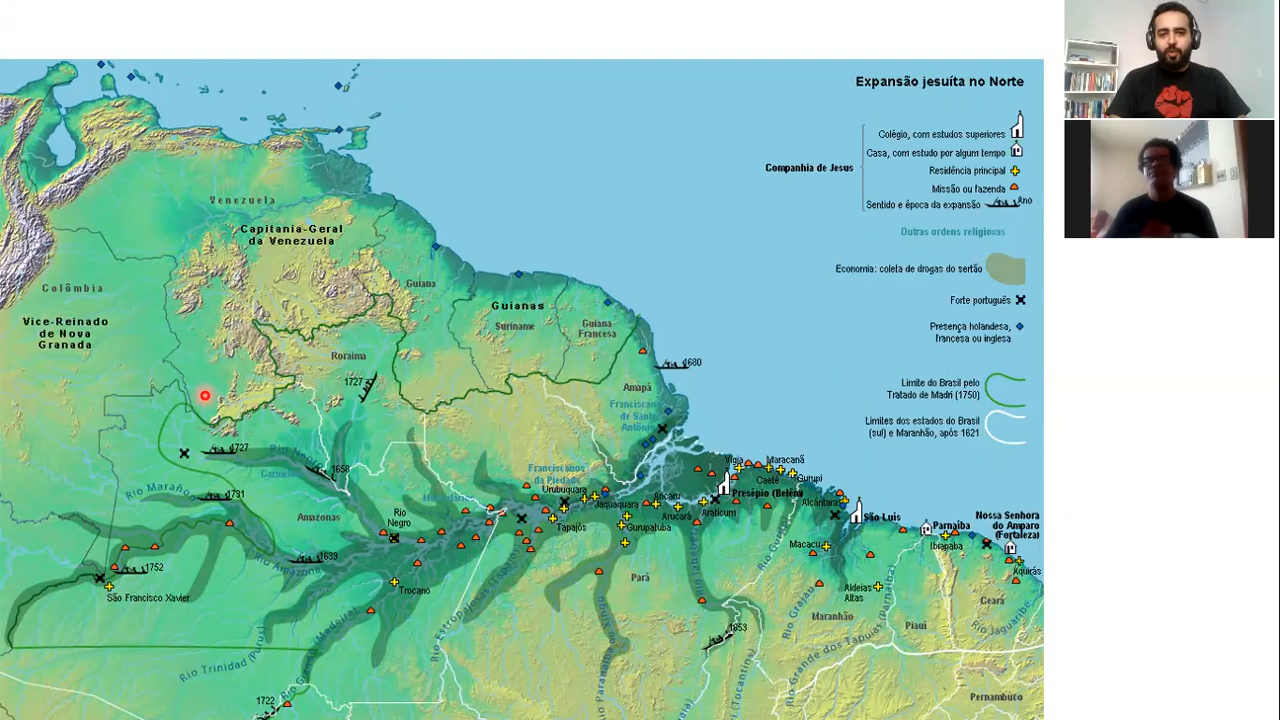 Expansão jesuíta no Norte
Colégio, com estudos superiores
Casa, com estudo por algum tempo
Companhia de Jesus
Residência principal
Missão ou fazenda
Sentido e época da expansão
Ano
Outras ordens religiosas
Economia: coleta de drogas do sertão
Forte português
Presença holandesa,
francesa ou inglesa
Limite do Brasil pelo
Tratado de Madri (1750)
Limites dos estados do Brasil
(sul) e Maranhão, após 1621
Venezuela
Capitania-Geral
da Venezuela
Colômbia
Vice-Reinado
de Nova
Granada
Guiana
Guianas
Suriname
Guiana
Francesa
Roraima
1727
1680
Amapá
Franciscanos
de Santo
Antônio
1727
Rio Negro
1658
Franciscanos
da Piedade
Urubuquara
Vigia
Maracanã
Caeté
Gurupi
Presépio (Belém)
Alcântara
São Luis
Parnaíba
Nossa Senhora
do Amparo
(Fortaleza)
Rio Marañon
1731
Amazonas
Rio
Negro
Jaquaquara
Aricaru
Arucará
Araticum
Tapajós
Gurupatuba
Macacu
Ibiapaba
Aquirás
1639
Rio Amazonas
1752
São Francisco Xavier
Trocano
Pará
Aldeias
Altas
Ceará
Rio Jaguaribe
Maranhão
Piauí
1653
Rio Grajaú
Rio Grande dos Tapuias (Parnaíba)
Rio Trinidad (Purus)
(Madeira)
(Tocantins)
Pernambuco
1722